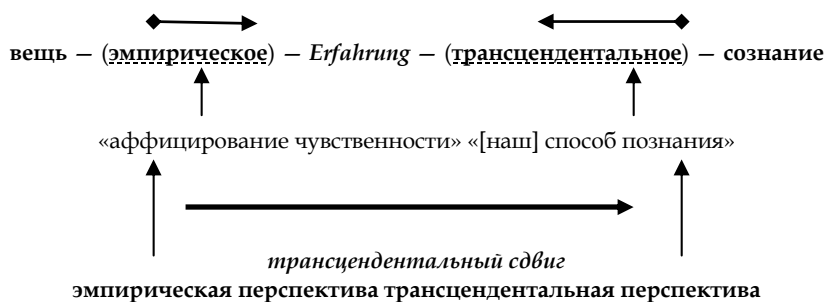 вещь – (эмпирическое) – Erfahrung – (трансцендентальное) – сознание
«аффицирование чувственности» «[наш] способ познания»
трансцендентальный сдвиг
эмпирическая перспектива трансцендентальная перспектива